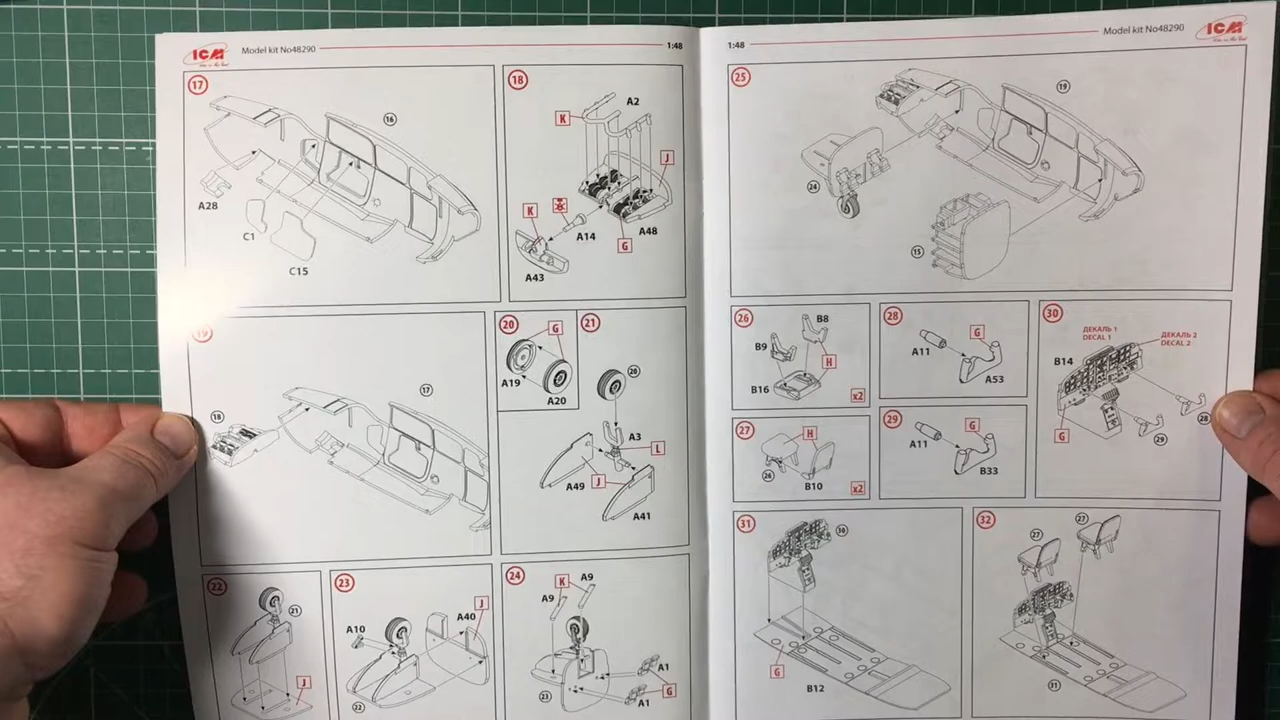 ICM
Model kit No48290
1:48
17
16
A28
C1
C15
18
A2
K
J
K
A14
A48
G
A43
19
18
17
20
G
A19
A20
21
20
A3
L
A49
J
A41
22
21
J
23
A10
A40
J
22
24
A9
K
A9
A1
G
A1
23
1:48
Model kit No48290
ICM
25
19
24
15
26
B8
B9
H
B16
x2
27
H
26
B10
x2
28
G
A11
A53
29
G
A11
B33
30
ДЕКАЛЬ 1
DECAL 1
ДЕКАЛЬ 2
DECAL 2
B14
G
28
29
31
30
G
B12
32
27
27
31